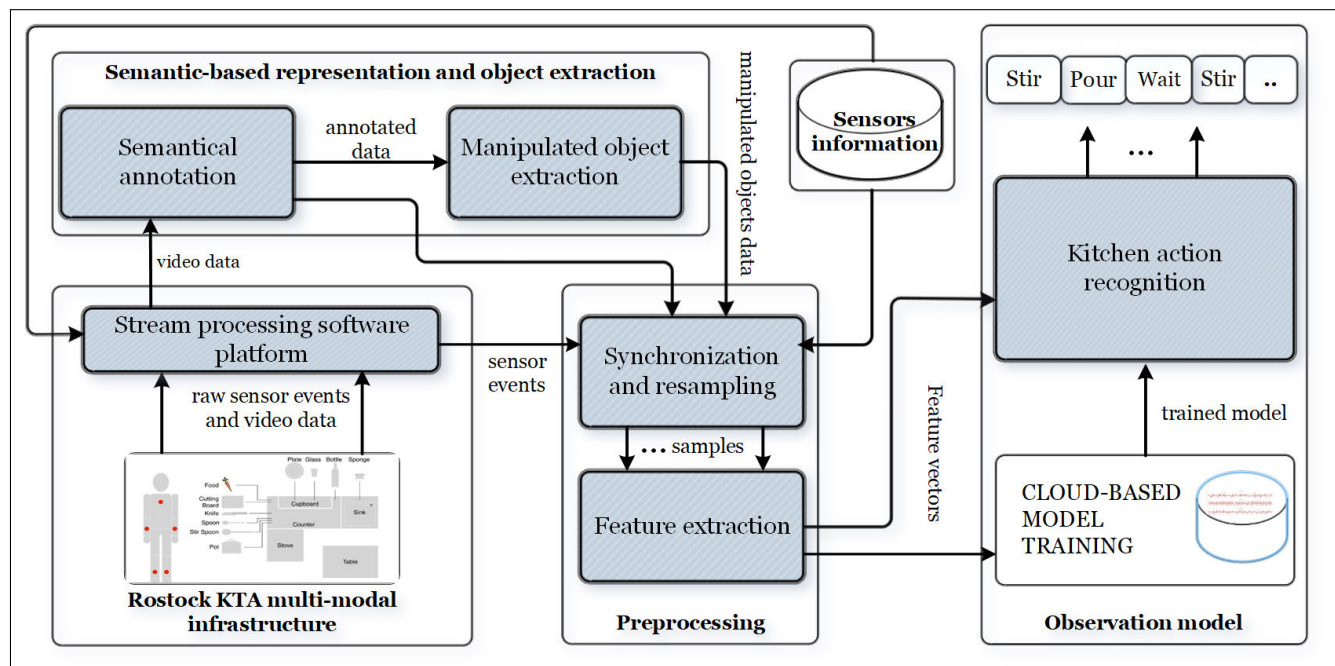 Semantic-based representation and object extraction
Semantical
annotation
annotated
data
Manipulated object
extraction
manipulated objects data
Sensors
information
Stir
Pour
Wait
Stir
..
...
Kitchen action
recognition
video data
Stream processing software
platform
raw sensor events
and video data
sensor
events
Synchronization
and resampling
... samples
Feature extraction
Feature vectors
trained model
CLOUD-BASED
MODEL
TRAINING
Plate
Glass
Bottle
Sponge
Food
Cutting
Board
Knife
Spoon
Stir Spoon
Pot
Cupboard
Sink
Counter
Stove
Table
Rostock KTA multi-modal
infrastructure
Preprocessing
Observation model